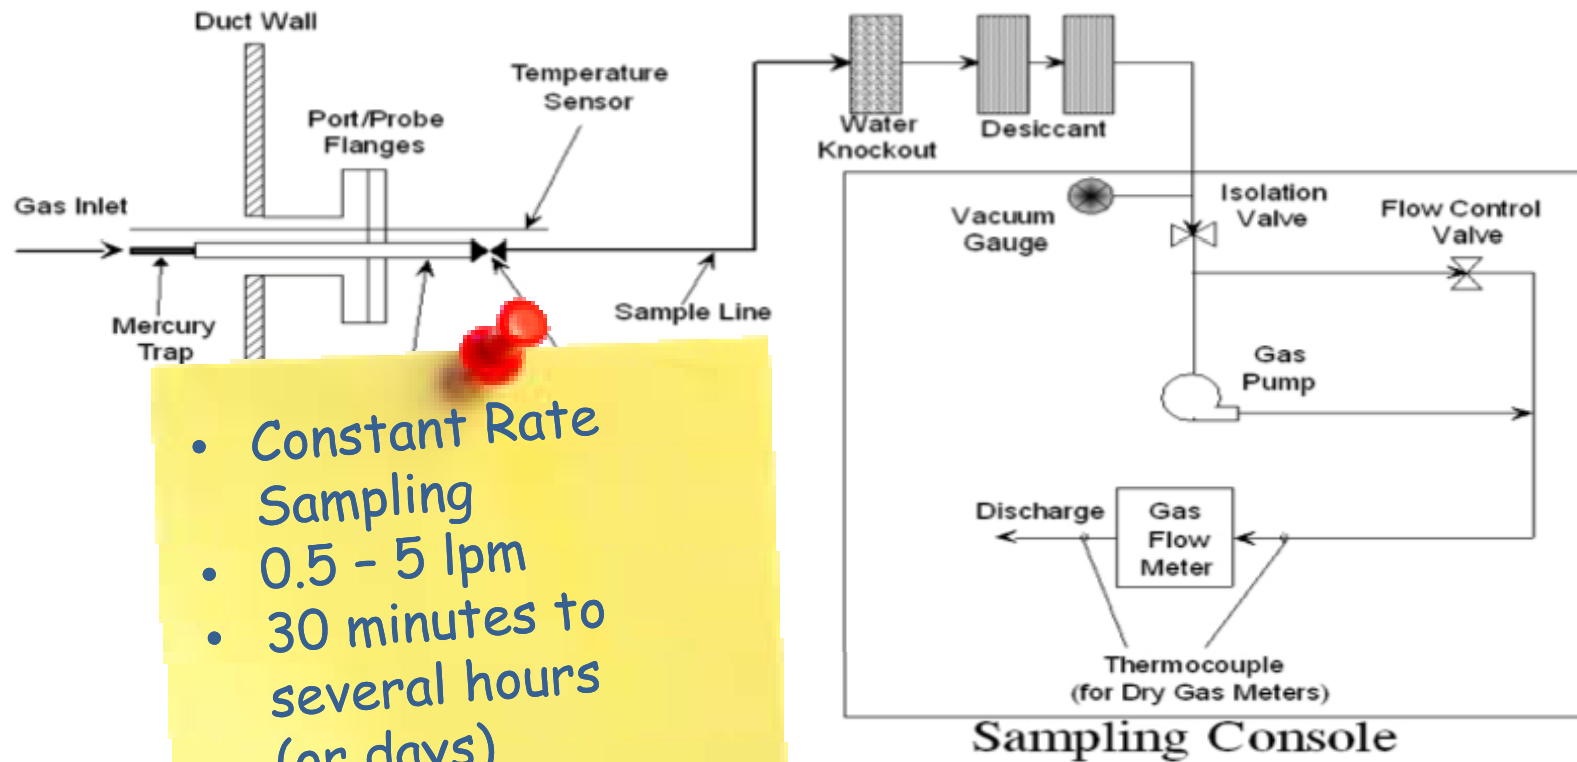 Duct Wall
Temperature
Sensor
Port/Probe
Flanges
Gas Inlet
Mercury
Trap
Sample Line
Water
Knockout
Desiccant
Vacuum
Gauge
Isolation
Valve
Flow Control
Valve
Gas
Pump
Discharge
Gas
Flow
Meter
Thermocouple
(for Dry Gas Meters)
Sampling Console
• Constant Rate
Sampling
• 0.5 – 5 lpm
• 30 minutes to
several hours
(or days)